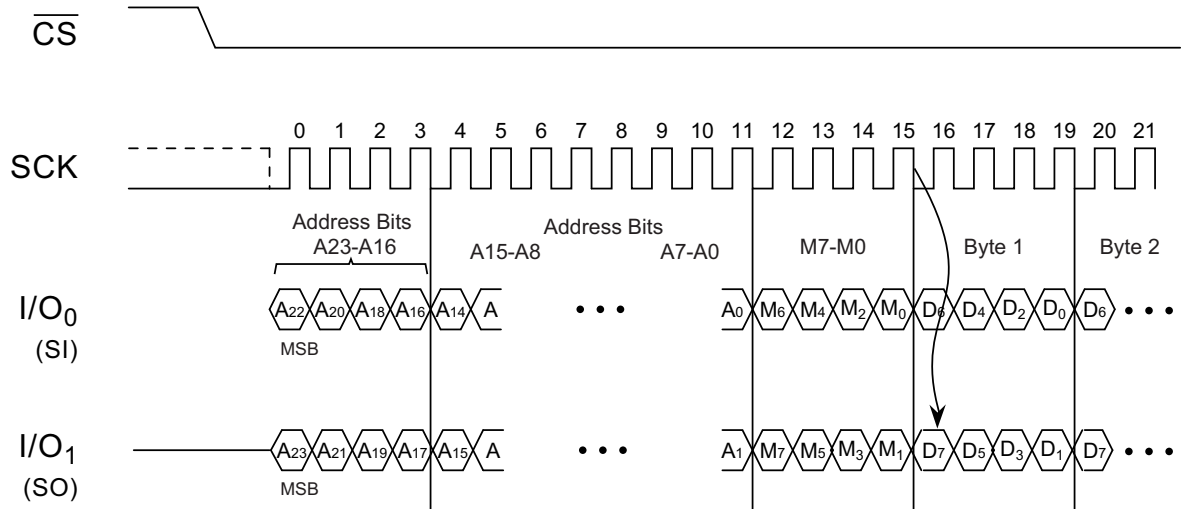 CS
0 1 2 3 4 5 6 7 8 9 10 11 12 13 14 15 16 17 18 19 20 21
SCK
Address Bits
A23-A16
Address Bits
A15-A8
A7-A0
M7-M0
Byte 1
Byte 2
I/O0
(SI)
A22 A20 A18 A16 A14 A • • • A0 M6 M4 M2 M0 D6 D4 D2 D0 D6 • • •
MSB
I/O1
(SO)
A23 A21 A19 A17 A15 A • • • A1 M7 M5 M3 M1 D7 D5 D3 D1 D7 • • •
MSB